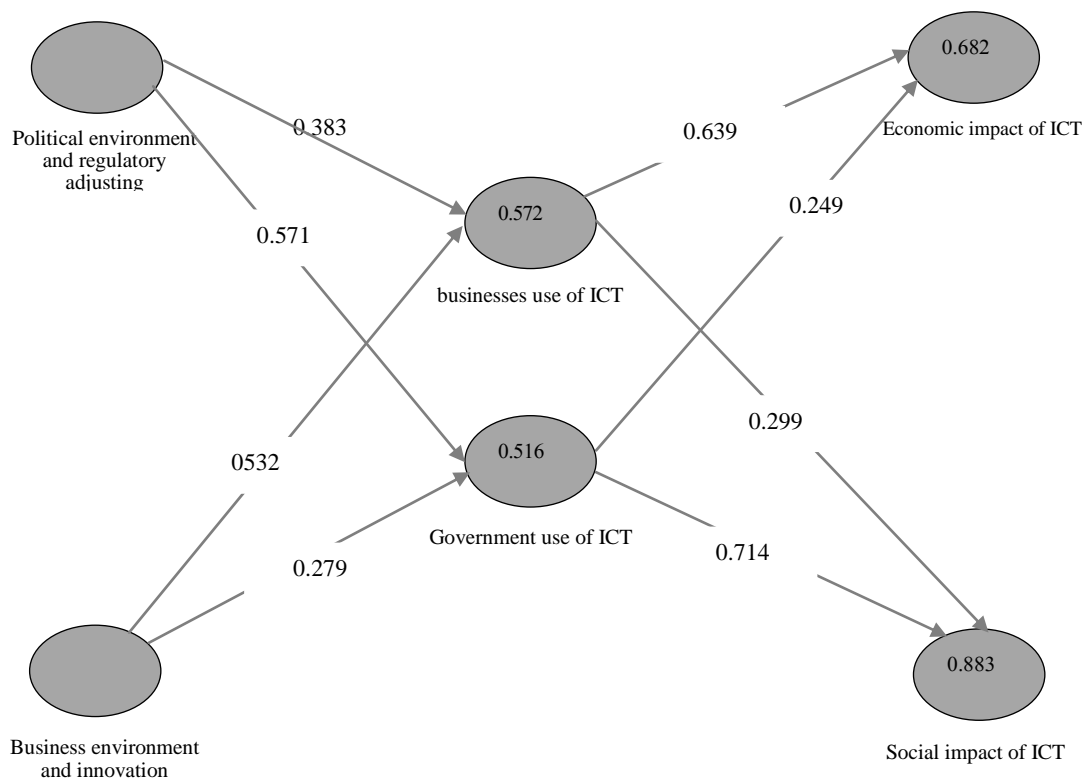 0.682
Economic impact of ICT
Political environment
and regulatory
adjusting
0.383
0.639
0.571
0.572
0.249
businesses use of ICT
0532
0.516
0.299
Government use of ICT
0.279
0.714
0.883
Business environment
and innovation
Social impact of ICT